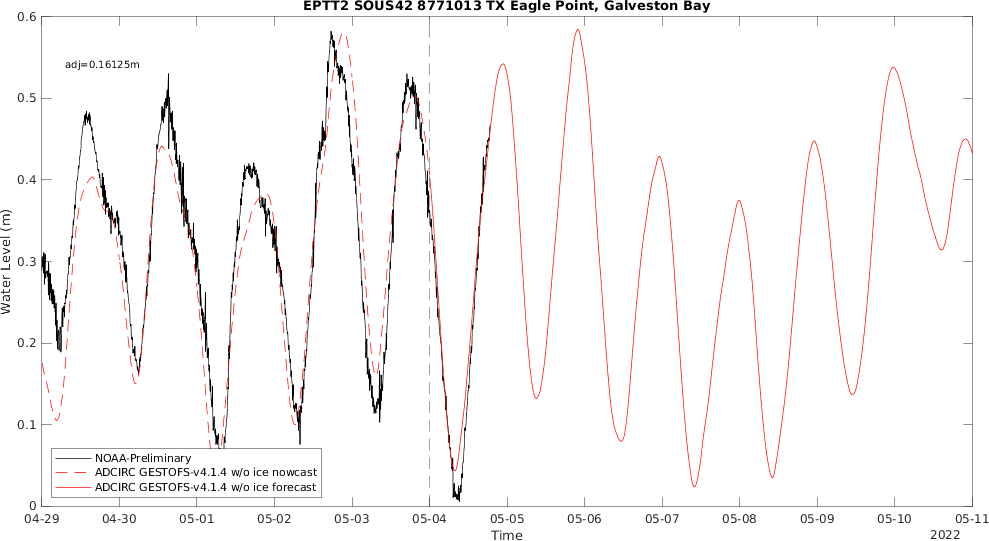 EPTT2 SOUS42 8771013 TX Eagle Point, Galveston Bay
0.6
adj=0.16125m
0.5
0.4
0.3
0.2
0.1
0
Water Level (m)
NOAA-Preliminary
ADCIRC GESTOFS-v4.1.4 w/o ice nowcast
ADCIRC GESTOFS-v4.1.4 w/o ice forecast
04-29 04-30 05-01 05-02 05-03 05-04 05-05 05-06 05-07 05-08 05-09 05-10 05-11
Time
2022